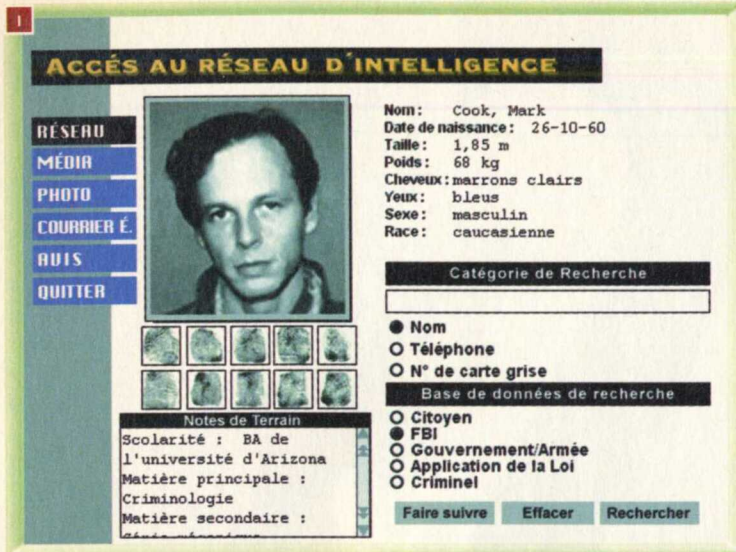 1
ACCÉS AU RÉSEAU D'INTELLIGENCE
RÉSEAU
MÉDIA
PHOTO
COURRIER É.
AVIS
QUITTER
Nom : Cook, Mark
Date de naissance : 26-10-60
Taille : 1,85 m
Poids : 68 kg
Cheveux : marrons clairs
Yeux : bleus
Sexe : masculin
Race : caucasienne
Catégorie de Recherche
Nom
Téléphone
N° de carte grise
Base de données de recherche
Citoyen
FBI
Gouvernement/Armée
Application de la Loi
Criminel
Faire suivre Effacer Rechercher
Notes de Terrain
Scolarité : BA de
l'université d'Arizona
Matière principale :
Criminologie
Matière secondaire :